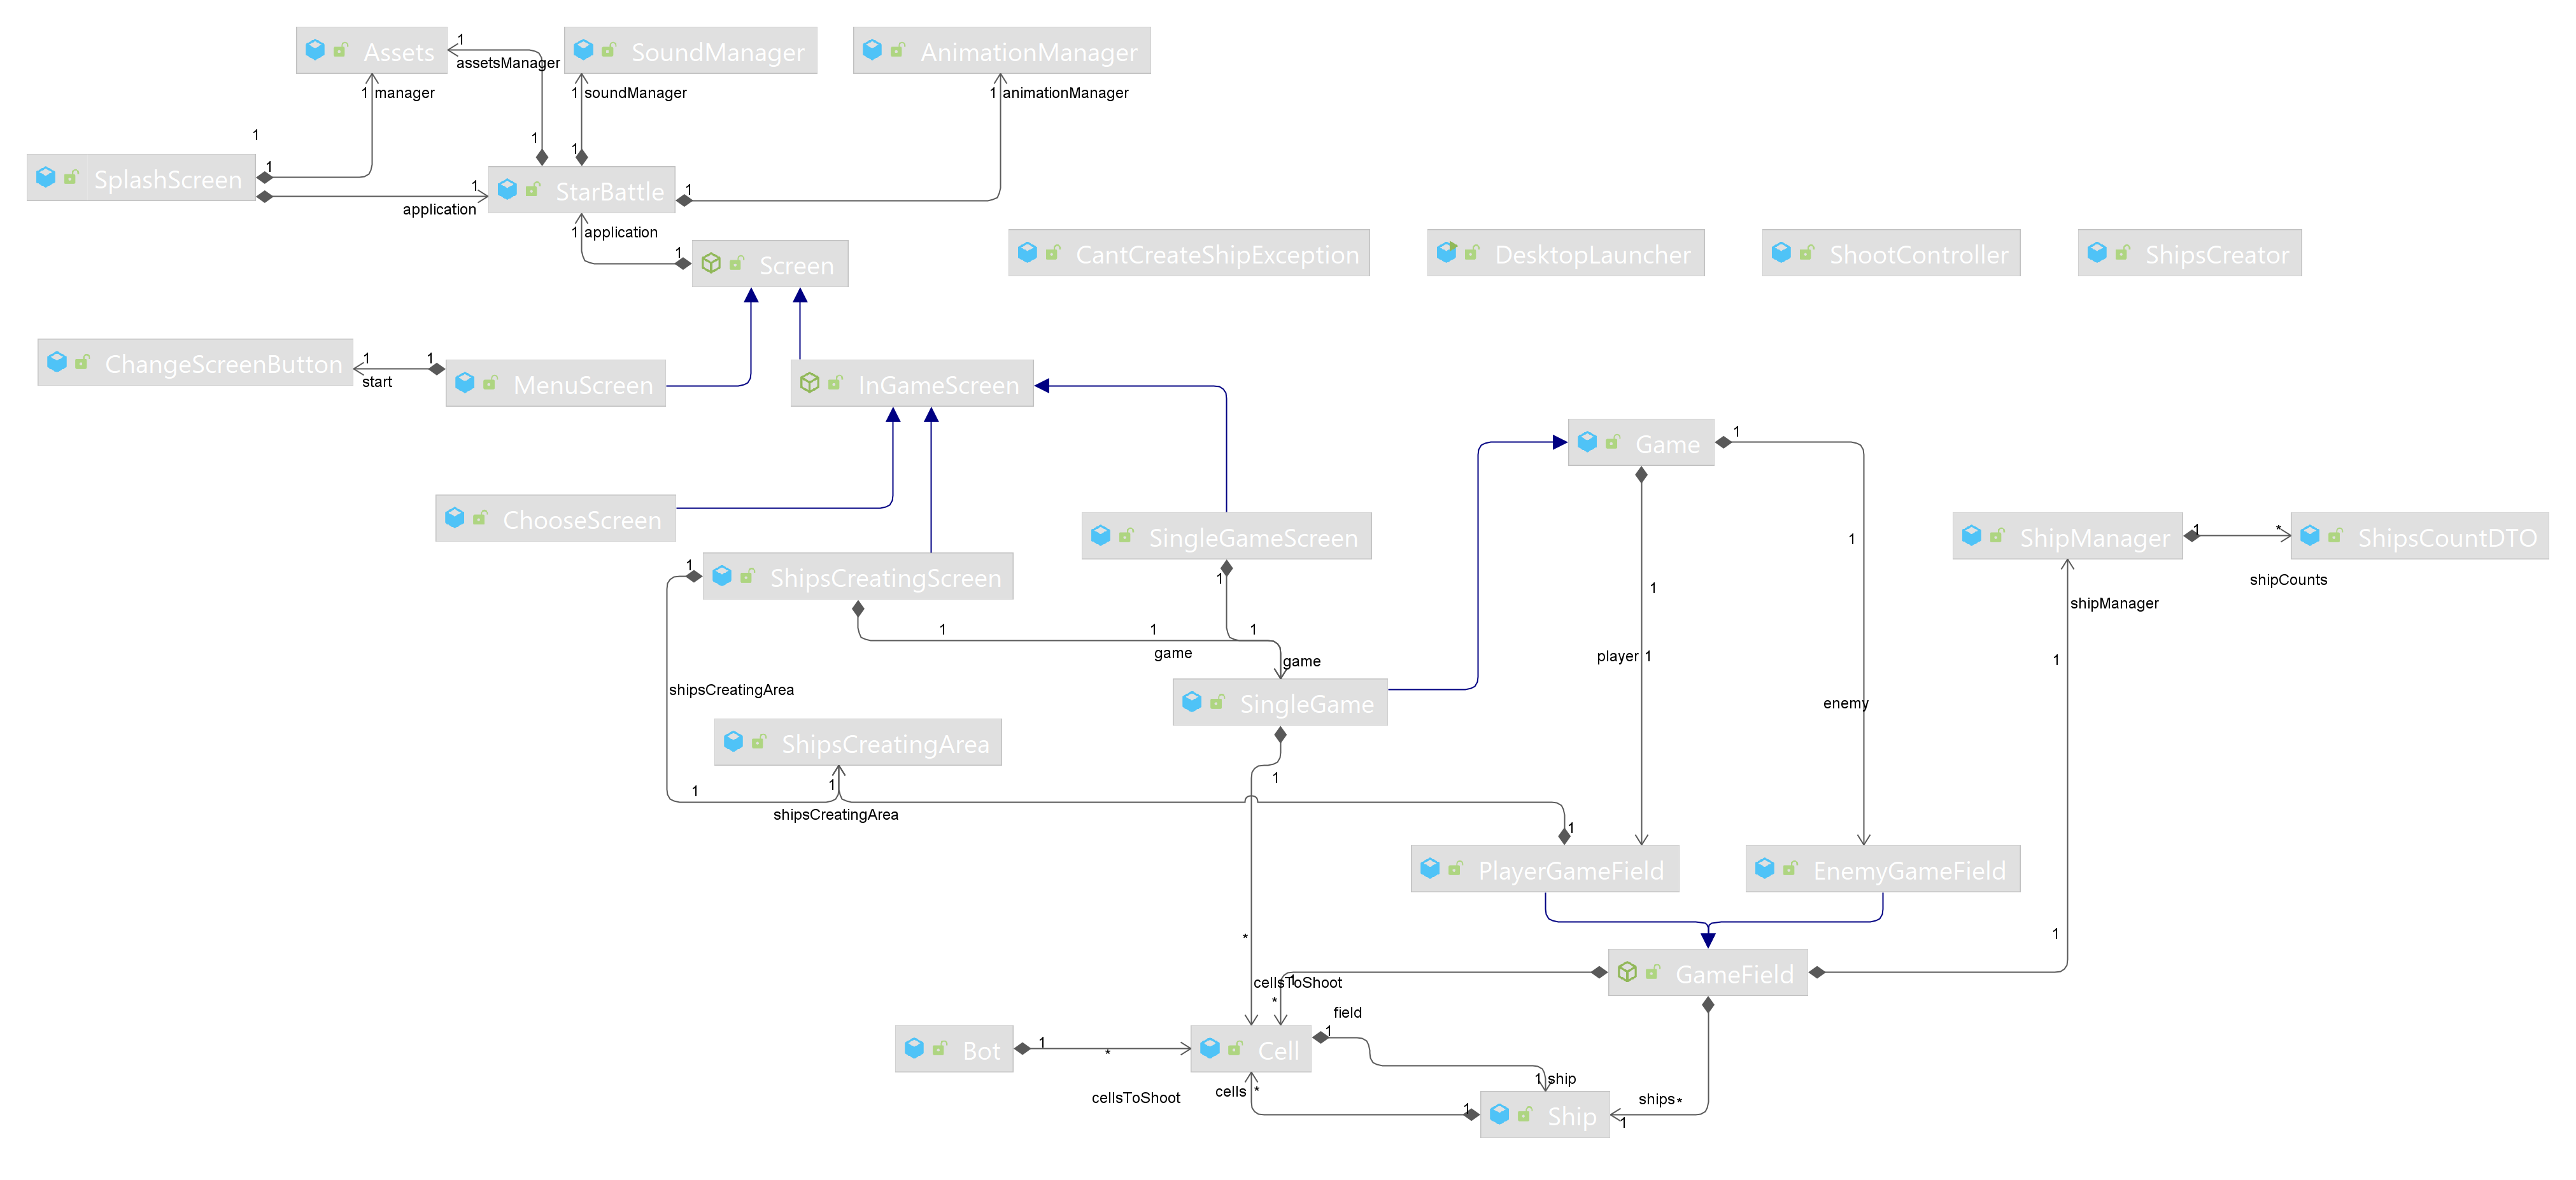 Assets
SoundManager
AnimationManager
1
assetsManager
1 manager
1 soundManager
1 animationManager
1
1
1
SplashScreen
1
1
application
StarBattle
1
1 application
1
Screen
CantCreateShipException
DesktopLauncher
ShootController
ShipsCreator
ChangeScreenButton
1
start
1
MenuScreen
InGameScreen
Game
1
ChooseScreen
SingleGameScreen
1
ShipManager
1
*
ShipsCountDTO
shipCounts
1
ShipsCreatingScreen
1
1
shipManager
1
1
1
game
game
player 1
1
shipsCreatingArea
SingleGame
enemy
ShipsCreatingArea
1
1
1
shipsCreatingArea
1
PlayerGameField
EnemyGameField
*
1
GameField
cellsToShoot
1
*
field
Bot
1
*
Cell
1
cellsToShoot
cells *
1 ship
1
Ship
ships *
1